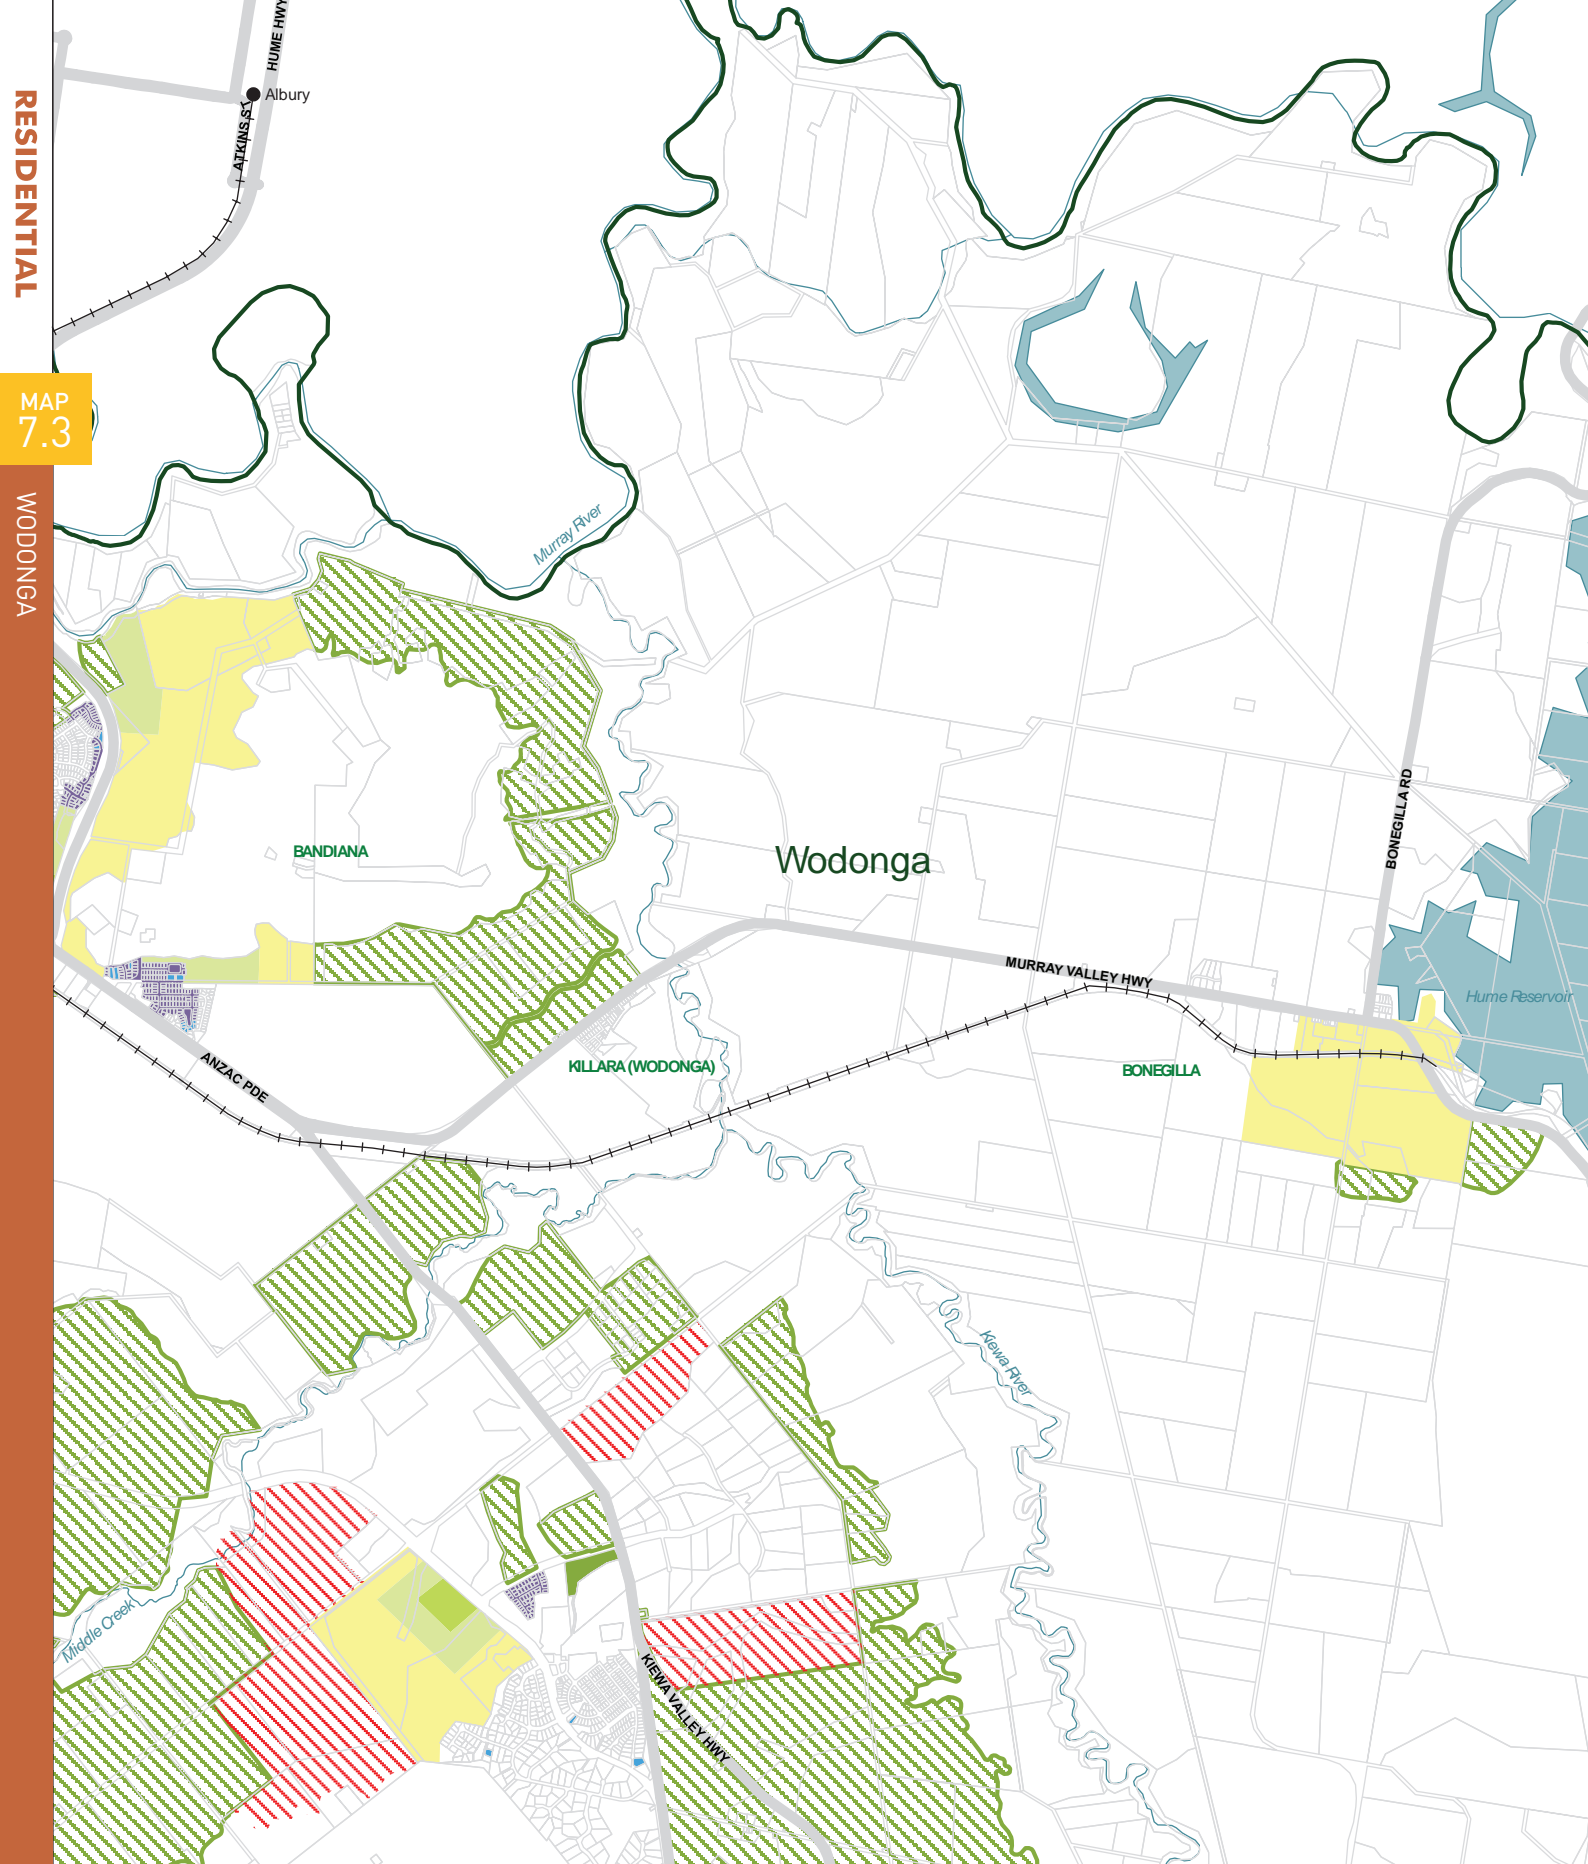 HUME HWY
Albury
ATKINS ST
RESIDENTIAL
MAP
7.3
WODONGA
Murray River
BANDIANA
Wodonga
BONEGILLA RD
MURRAY VALLEY HWY
Hume Reservoir
ANZAC PDE
KILLARA (WODONGA)
BONEGILLA
Kiewa River
Middle Creek
KIEWA VALLEY HWY